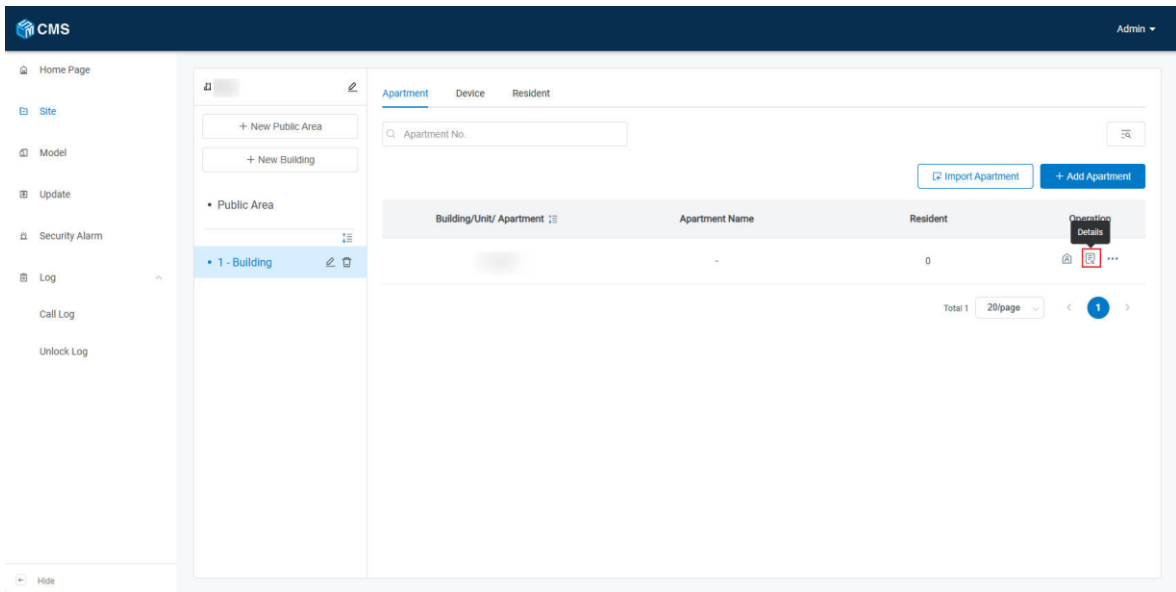 CMS
Admin
Home Page
Site
Model
Update
Security Alarm
Log
Call Log
Unlock Log
Hide
+ New Public Area
+ New Building
• Public Area
• 1 - Building
Apartment Device Resident
Apartment No.
Import Apartment + Add Apartment
Building/Unit/ Apartment Apartment Name Resident Operation
Details
- 0
Total 1 20/page < 1 >